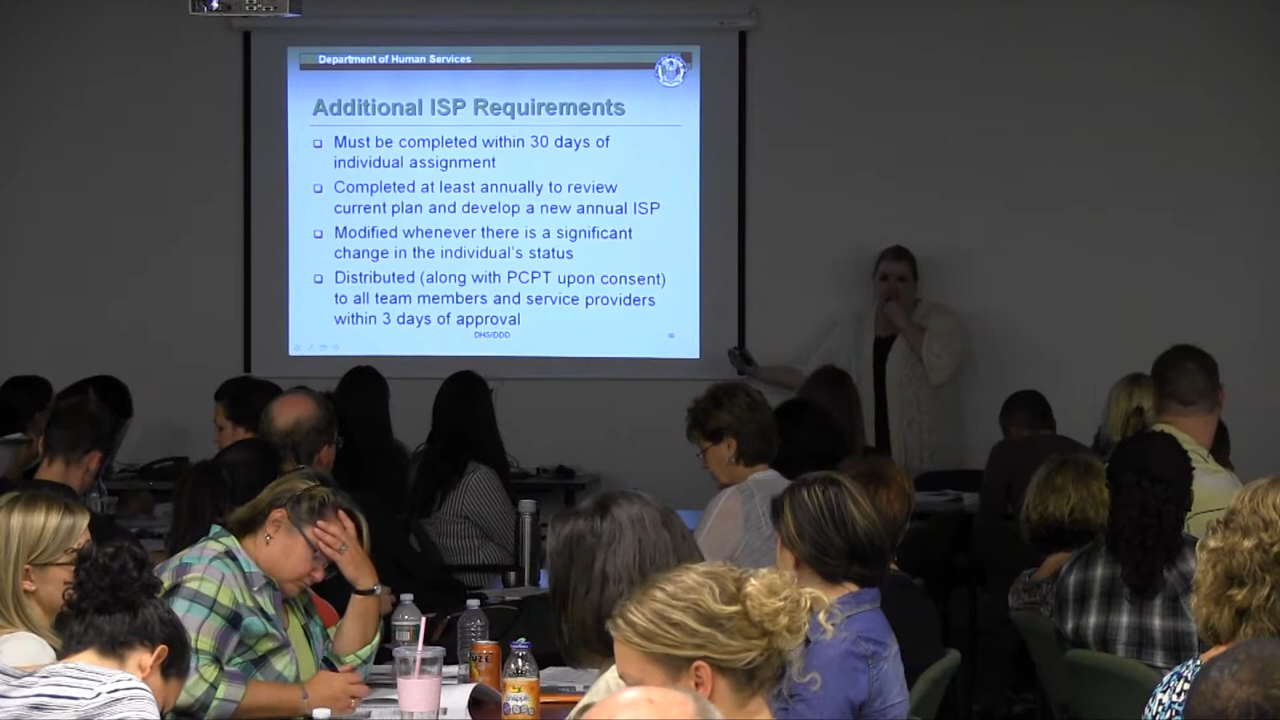 Department of Human Services
Additional ISP Requirements
Must be completed within 30 days of
individual assignment
Completed at least annually to review
current plan and develop a new annual ISP
Modified whenever there is a significant
change in the individual's status
Distributed (along with PCPT upon consent)
to all team members and service providers
within 3 days of approval
DHS/DDD